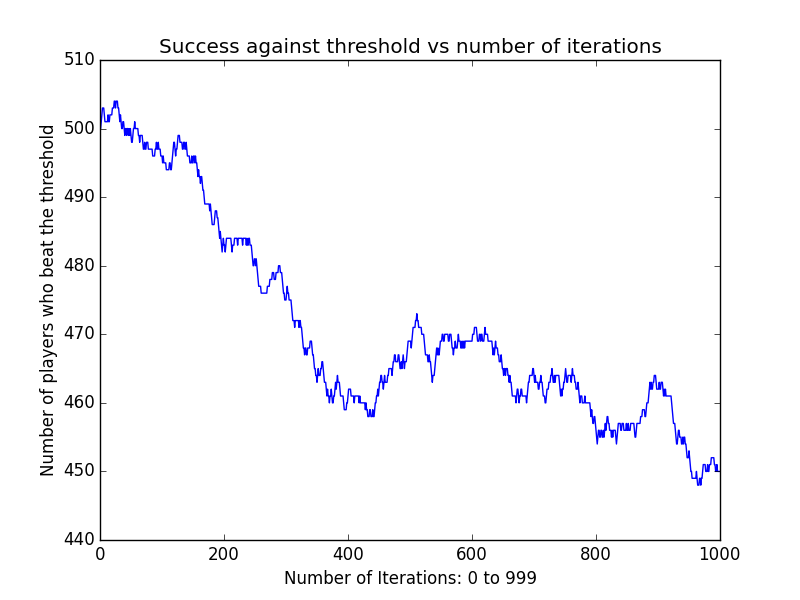 Success against threshold vs number of iterations
510
500
490
480
470
460
450
440
Number of players who beat the threshold
0 200 400 600 800 1000
Number of Iterations: 0 to 999